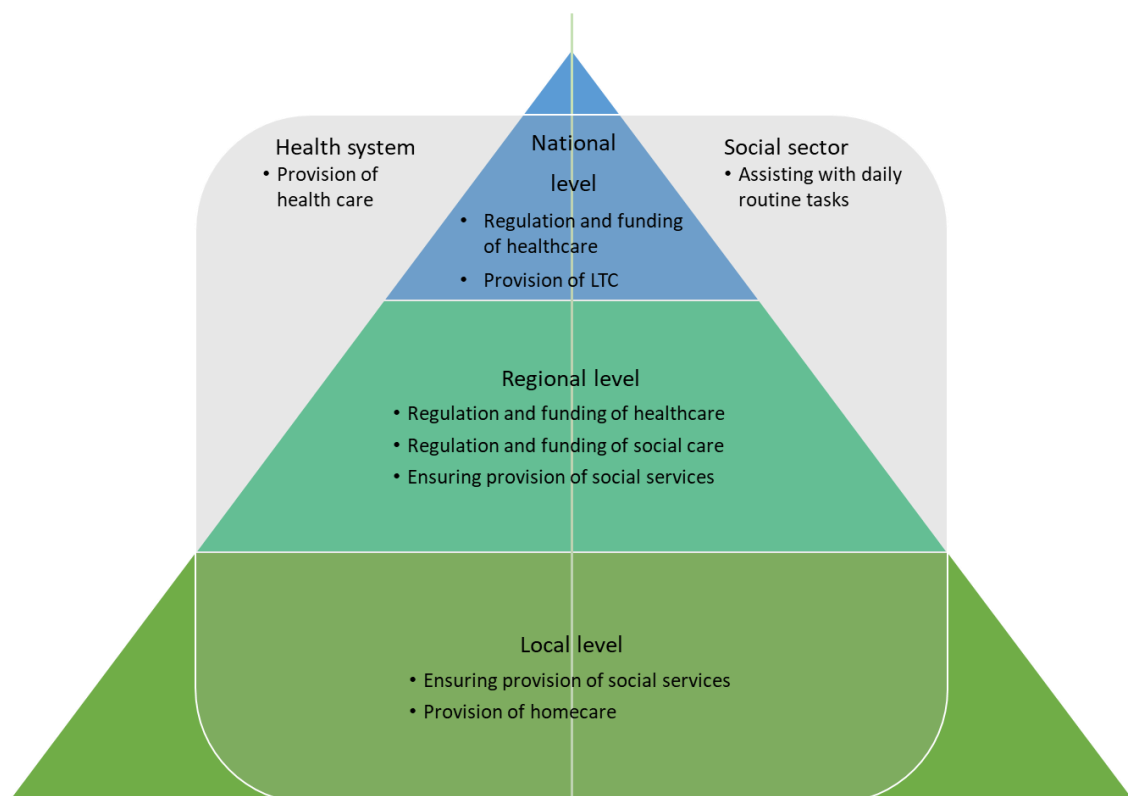 Health system
• Provision of
health care
National
level
• Regulation and funding
of healthcare
• Provision of LTC
Social sector
• Assisting with daily
routine tasks
Regional level
• Regulation and funding of healthcare
• Regulation and funding of social care
• Ensuring provision of social services
Local level
• Ensuring provision of social services
• Provision of homecare